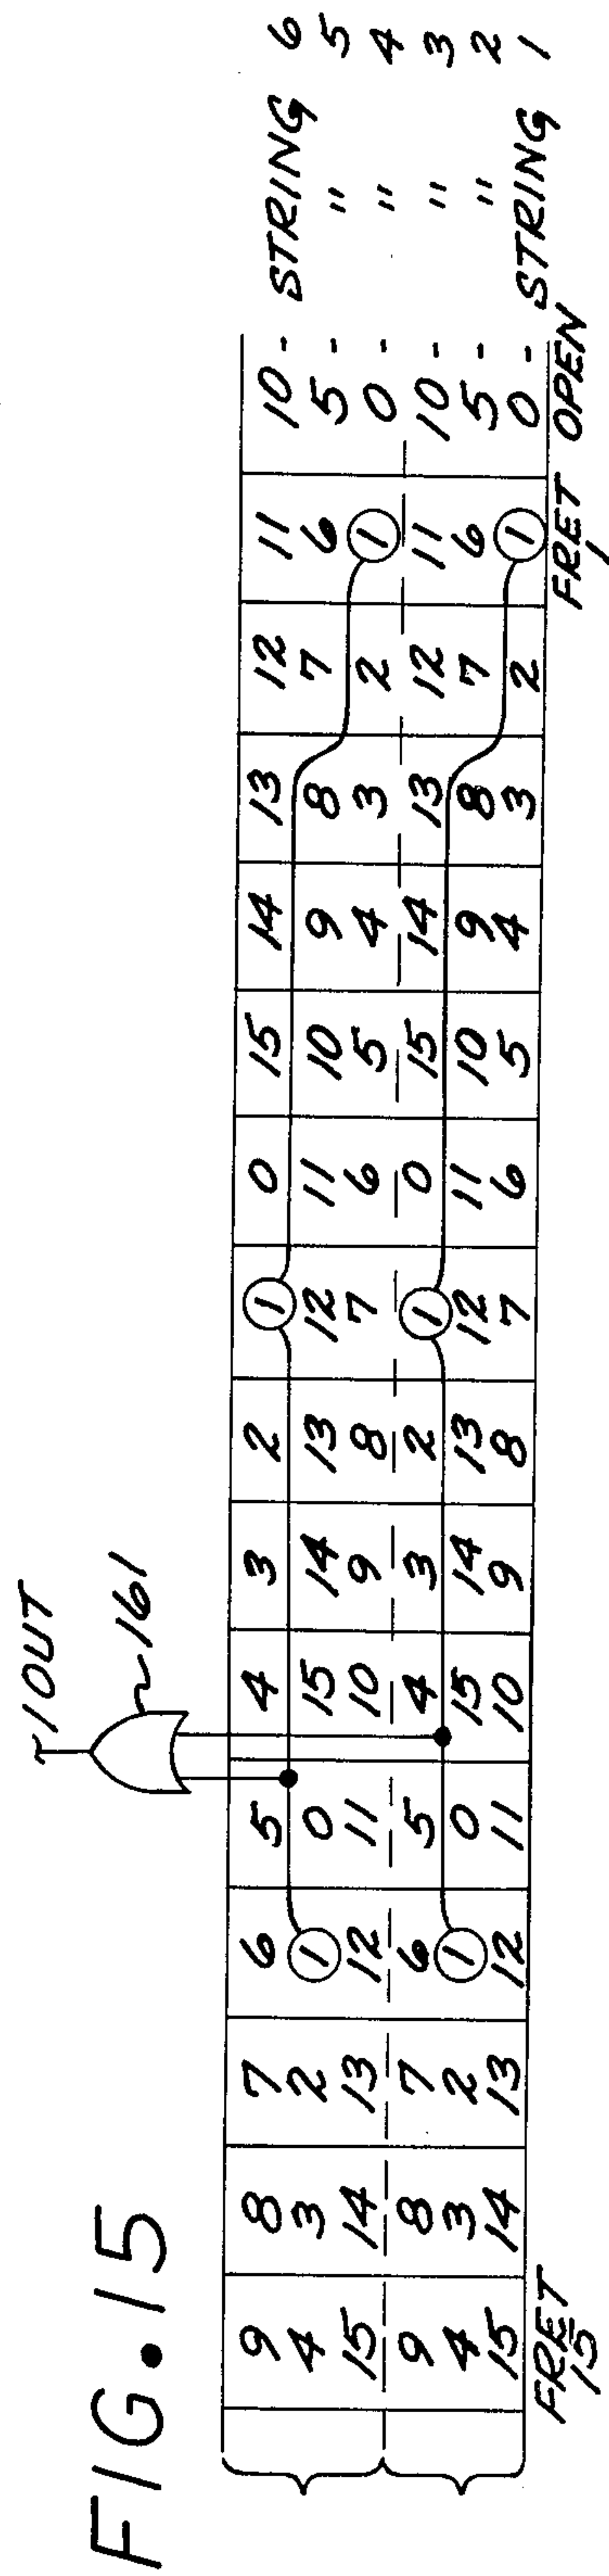 FIG. 15
1 OUT
161
9 8 7 6 5 4 3 2 1 0 15 14 13 12 11 10 - STRING 6
4 3 2 1 0 15 14 13 12 11 10 9 8 7 6 5 - " 5
15 14 13 12 11 10 9 8 7 6 5 4 3 2 1 0 - " 4
9 8 7 6 5 4 3 2 1 0 15 14 13 12 11 10 - " 3
4 3 2 1 0 15 14 13 12 11 10 9 8 7 6 5 - " 2
15 14 13 12 11 10 9 8 7 6 5 4 3 2 1 0 - STRING 1
FRET FRET OPEN
15 1